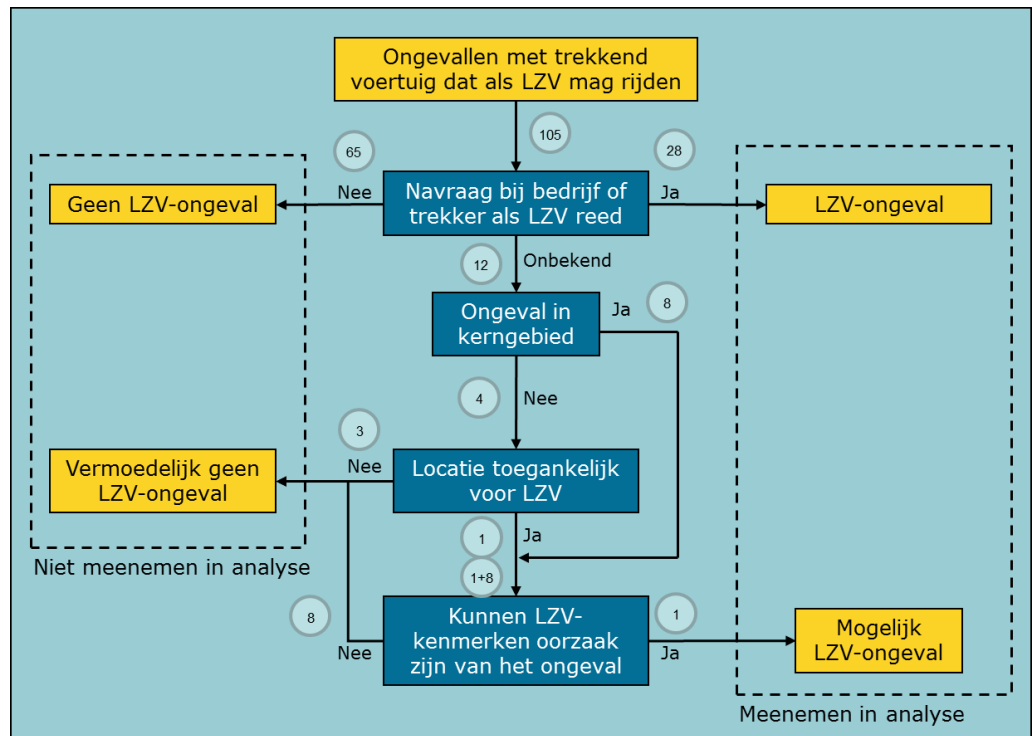 Ongevallen met trekkend
voertuig dat als LZV mag rijden
105
65
28
Nee
Ja
Geen LZV-ongeval
Navraag bij bedrijf of
trekker als LZV reed
LZV-ongeval
12
Onbekend
Ongeval in
kerngebied
Ja
8
4
Nee
3
Nee
Vermoedelijk geen
LZV-ongeval
Locatie toegankelijk
voor LZV
1
Ja
Niet meenemen in analyse
1+8
8
Nee
Kunnen LZV-
kenmerken oorzaak
zijn van het ongeval
1
Ja
Mogelijk
LZV-ongeval
Meenemen in analyse